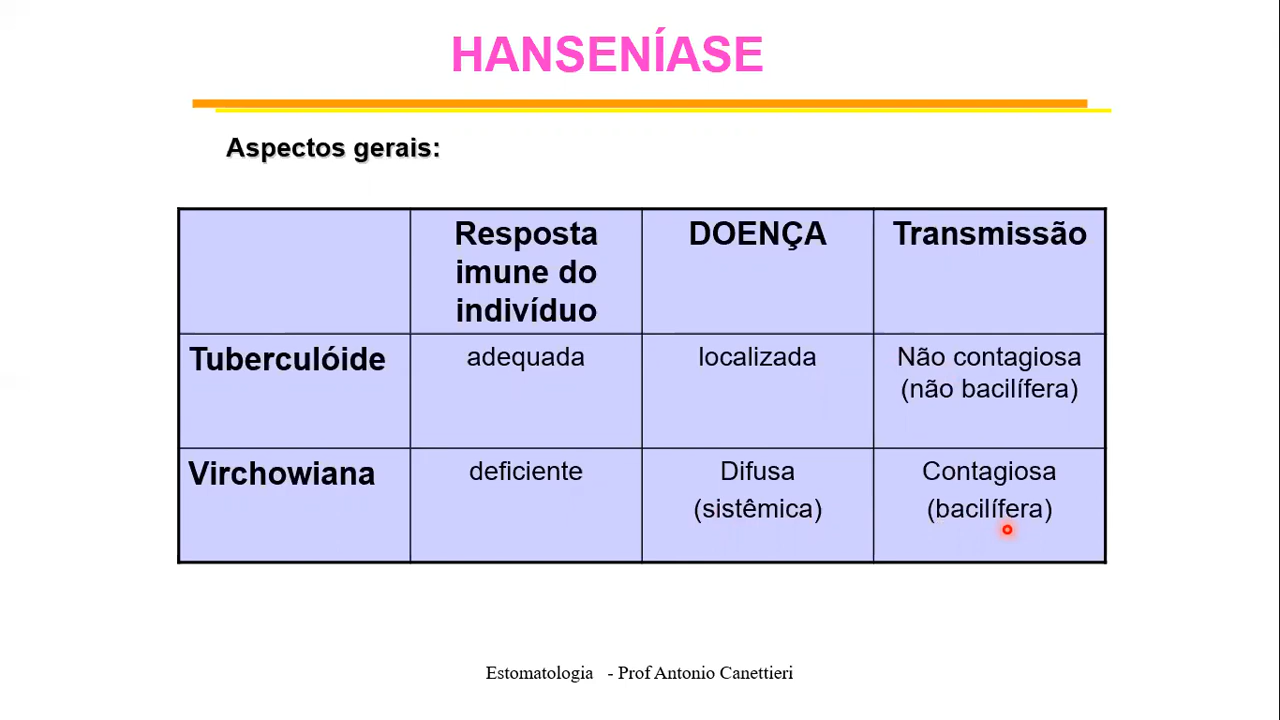 HANSENÍASE
Aspectos gerais:
Resposta
imune do
indivíduo
DOENÇA
Transmissão
Tuberculóide
adequada
localizada
Não contagiosa
(não bacilífera)
Virchowiana
deficiente
Difusa
(sistêmica)
Contagiosa
(bacilífera)
Estomatologia - Prof Antonio Canettieri